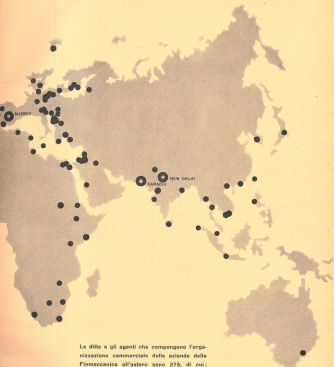 MADRID
NEW DELHI
KARACHI
Le ditte e gli agenti che compongono l'orga-
nizzazione commerciale delle aziende della
Finmeccanica all'estero sono 275, di cui: